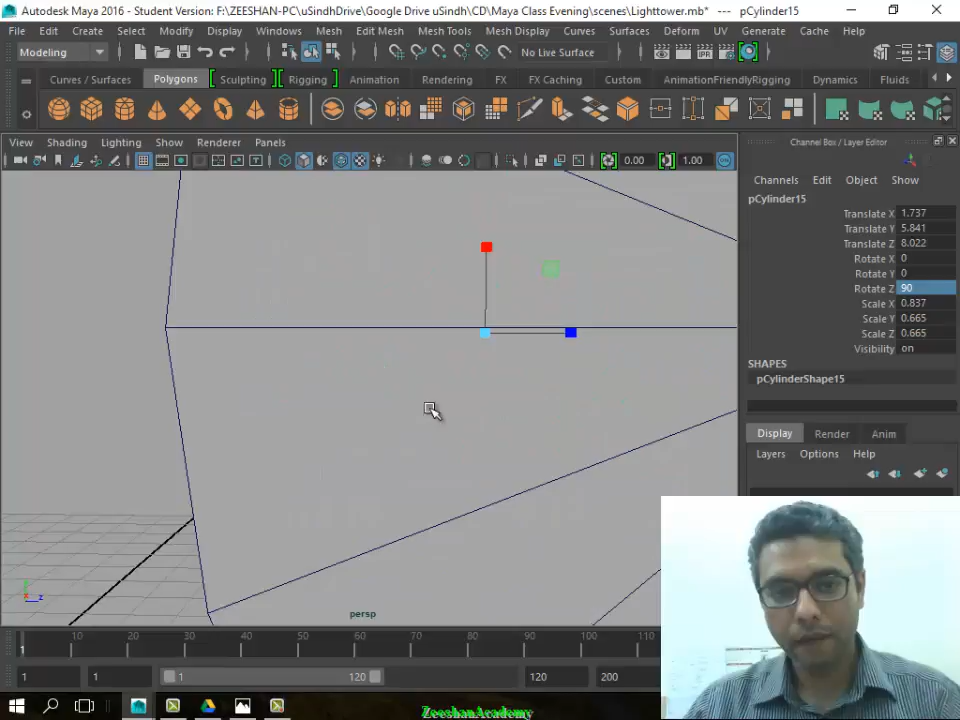 Autodesk Maya 2016 - Student Version: F:\ZEESHAN-PC\uSindhDrive\Google Drive uSindh\CD\Maya Class Evening\scenes\Lighttower.mb* --- pCylinder15
File Edit Create Select Modify Display Windows Mesh Edit Mesh Mesh Tools Mesh Display Curves Surfaces Deform UV Generate Cache How
Modeling No Live Surface
Curves / Surfaces Polygons Sculpting Rigging Animation Rendering FX FX Caching Custom AnimationFriendlyRigging Dynamics Fluids
View Shading Lighting Show Renderer Panels
0.00 1.00
Channel Box / Layer Editor
Channels Edit Object Show
pCylinder15
Translate X 1.737
Translate Y 5.841
Translate Z 8.022
Rotate X 0
Rotate Y 0
Rotate Z 90
Scale X 0.837
Scale Y 0.665
Scale Z 0.665
Visibility on
SHAPES
pCylinderShape15
Display Render Anim
Layers Options Help
persp
1 10 20 30 40 50 60 70 80 90 100 110
1 1 1 120 120 200
ZeeshanAcademy